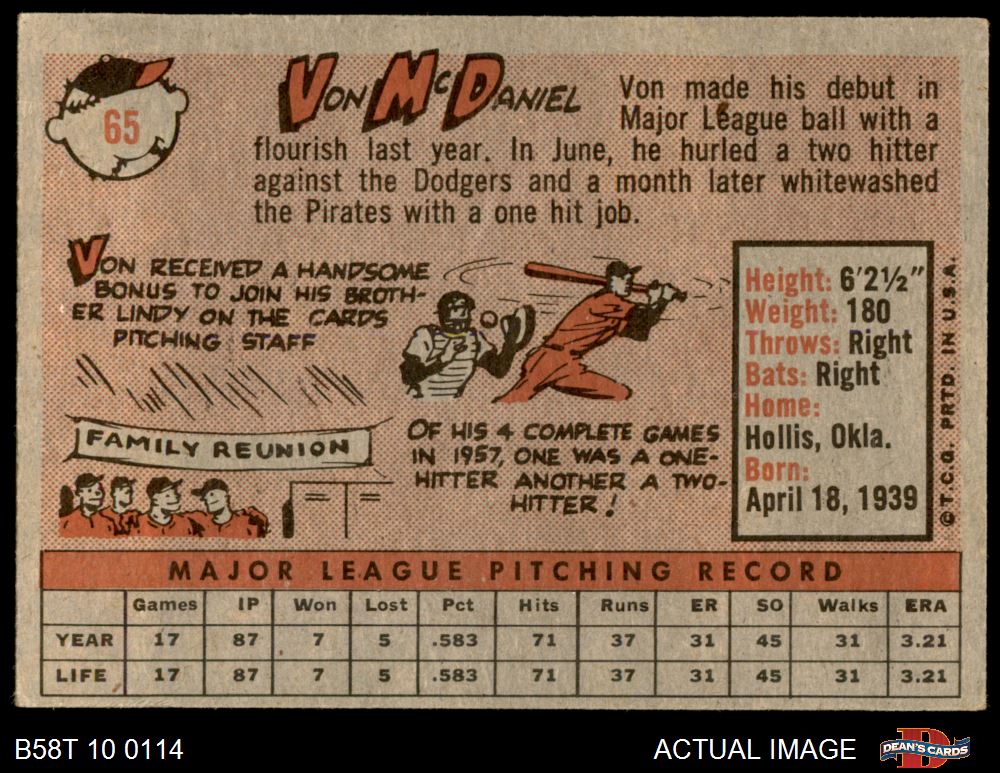 65
VON McDANIEL
Von made his debut in
Major League ball with a
flourish last year. In June, he hurled a two hitter
against the Dodgers and a month later whitewashed
the Pirates with a one hit job.
VON RECEIVED A HANDSOME
BONUS TO JOIN HIS BROTH-
ER LINDY ON THE CARDS
PITCHING STAFF
FAMILY REUNION
OF HIS 4 COMPLETE GAMES
IN 1957, ONE WAS A ONE-
HITTER ANOTHER A TWO-
HITTER!
Height: 6'2½"
Weight: 180
Throws: Right
Bats: Right
Home:
Hollis, Okla.
Born:
April 18, 1939
©T.C.G. PRTD. IN U.S.A.
MAJOR LEAGUE PITCHING RECORD
Games IP Won Lost Pct Hits Runs ER SO Walks ERA
YEAR 17 87 7 5 .583 71 37 31 45 31 3.21
LIFE 17 87 7 5 .583 71 37 31 45 31 3.21
B58T 10 0114
ACTUAL IMAGE
DEAN'S CARDS